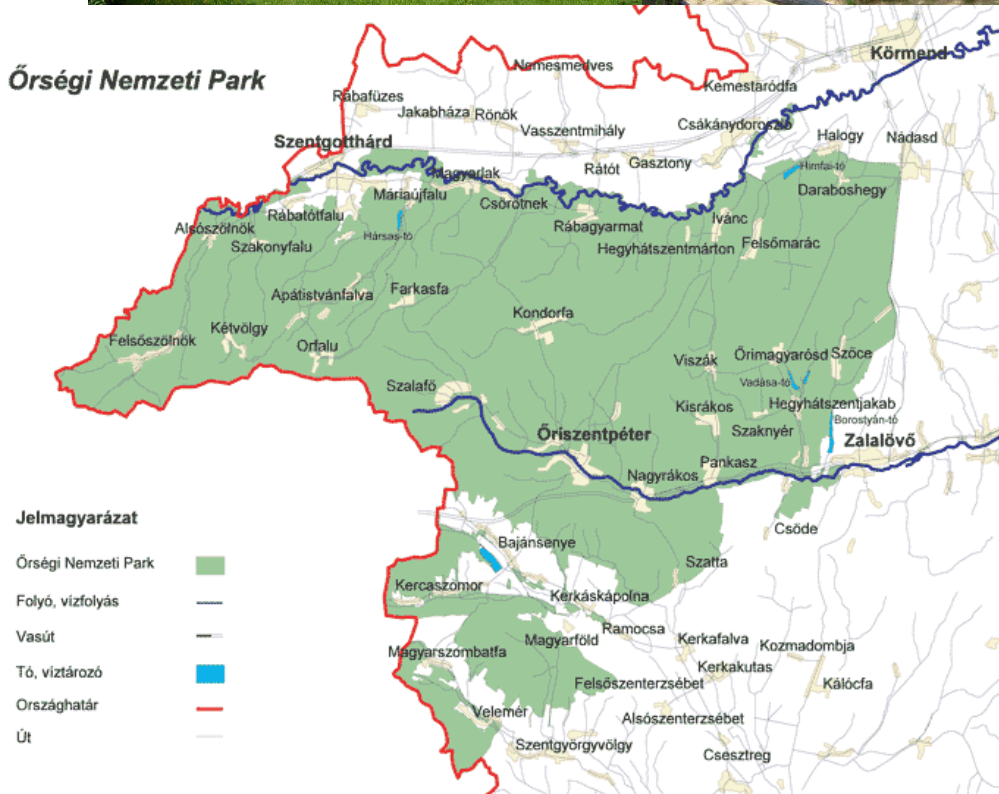 Őrségi Nemzeti Park
Körmend
Nemesmedves
Kemestaródfa
Rábafüzes
Jakabháza
Rönök
Csákánydoroszló
Vasszentmihály
Halogy
Nádasd
Szentgotthárd
Rátót
Gasztony
Himfai-tó
Magyarlak
Daraboshegy
Máriaújfalu
Csörötnek
Rábatótfalu
Rábagyarmat
Ivánc
Alsószölnök
Szakonyfalu
Hársas-tó
Hegyhátszentmárton
Felsőmarác
Apátistvánfalva
Farkasfa
Kondorfa
Felsőszölnök
Kétvölgy
Orfalu
Viszák
Őrimagyarósd
Szőce
Szalafő
Vadása-tó
Kisrákos
Hegyhátszentjakab
Borostyán-tó
Szaknyér
Őriszentpéter
Zalalövő
Pankasz
Nagyrákos
Csöde
Bajánsenye
Szatta
Kercaszomor
Kerkáskápolna
Ramocsa
Magyarföld
Kerkafalva
Kozmadombja
Magyarszombatfa
Kerkakutas
Felsőszenterzsébet
Kálócfa
Velemér
Alsószenterzsébet
Szentgyörgyvölgy
Csesztreg
Jelmagyarázat
Őrségi Nemzeti Park
Folyó, vízfolyás
Vasút
Tó, víztározó
Országhatár
Út